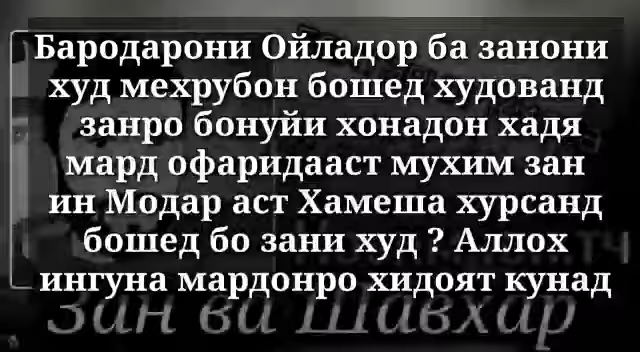 Бародарони Ойладор ба занони
худ мехрубон бошед худованд
занро бонуйи хонадон хадя
мард офаридааст мухим зан
ин Модар аст Хамеша хурсанд
бошед бо зани худ ? Аллох
ингуна мардонро хидоят кунад
Зан ва Шавхар